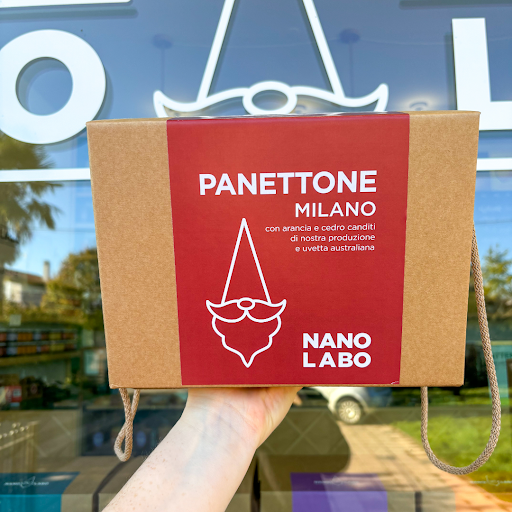 O L
PANETTONE
MILANO
con arancia e cedro canditi
di nostra produzione
e uvetta australiana
NANO
LABO